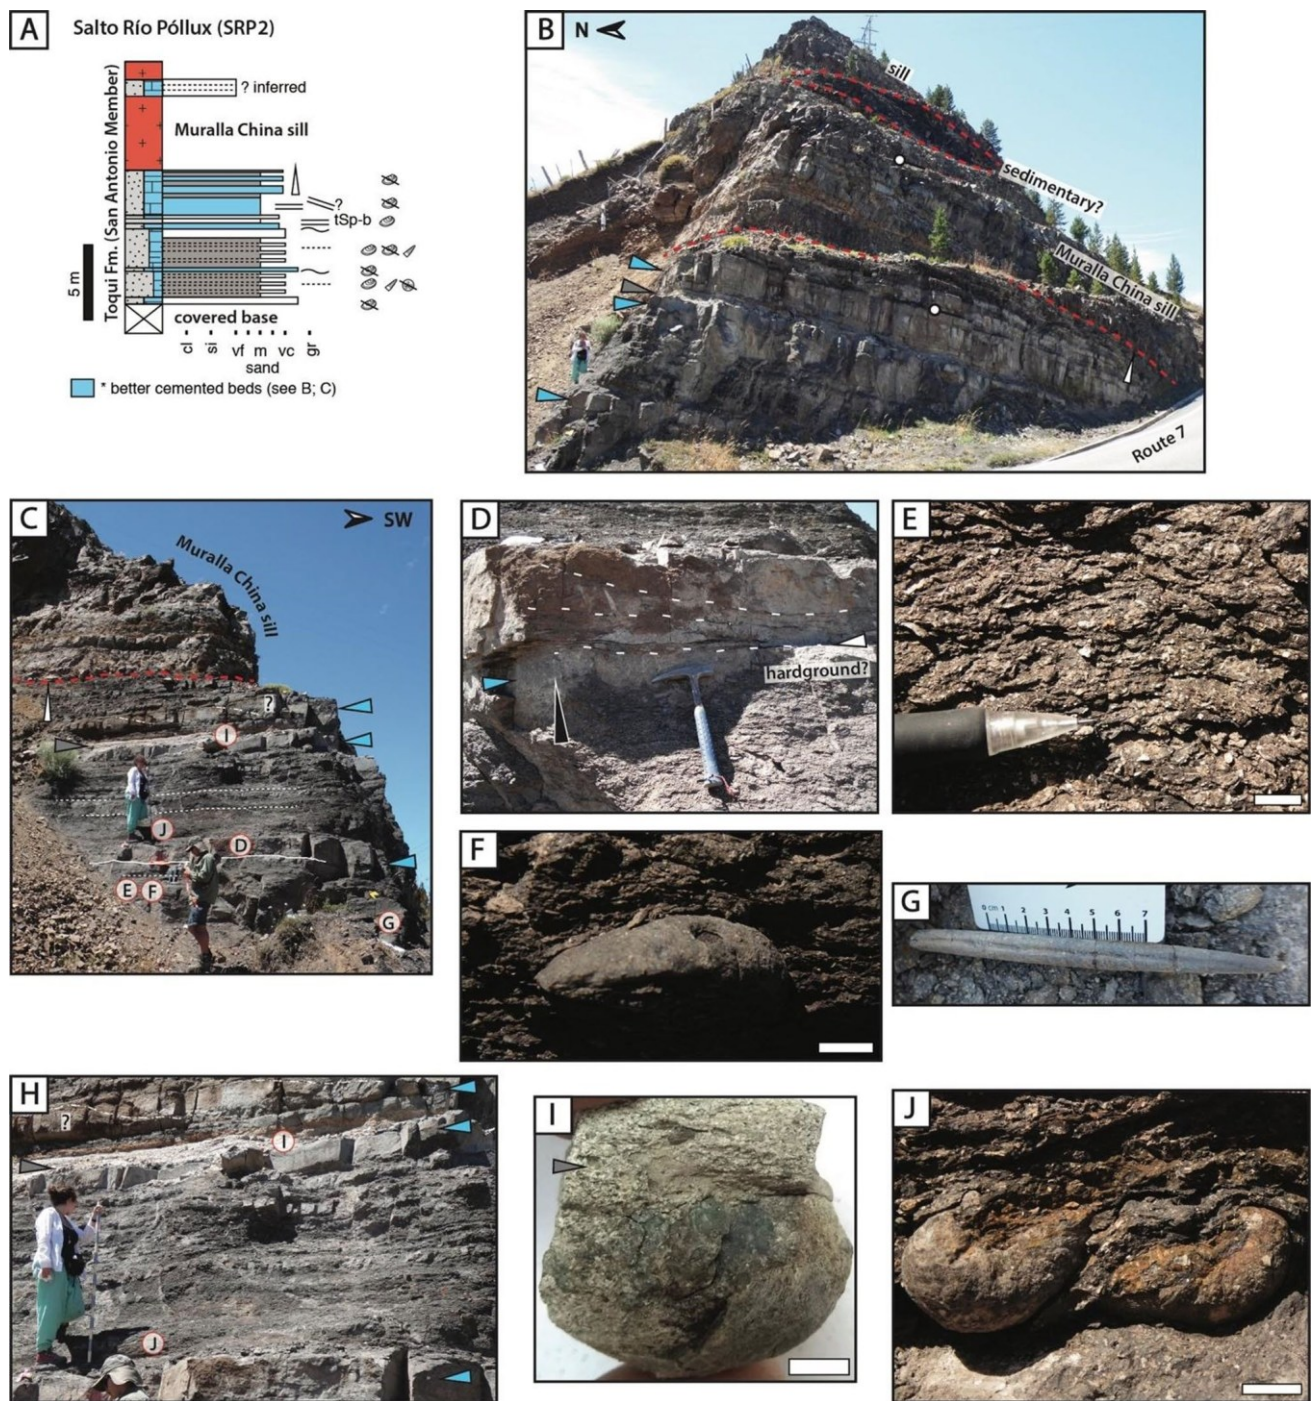 A
Salto Río Póllux (SRP2)
Toqui Fm. (San Antonio Member)
? inferred
Muralla China sill
?
tSp-b
5 m
covered base
cl
si
vf
m
vc
gr
sand
* better cemented beds (see B; C)
B
N
sill
sedimentary?
Muralla China sill
Route 7
C
SW
Muralla China sill
?
I
J
D
E
F
G
D
hardground?
E
F
G
0 cm 1 2 3 4 5 6 7
H
?
I
J
I
J